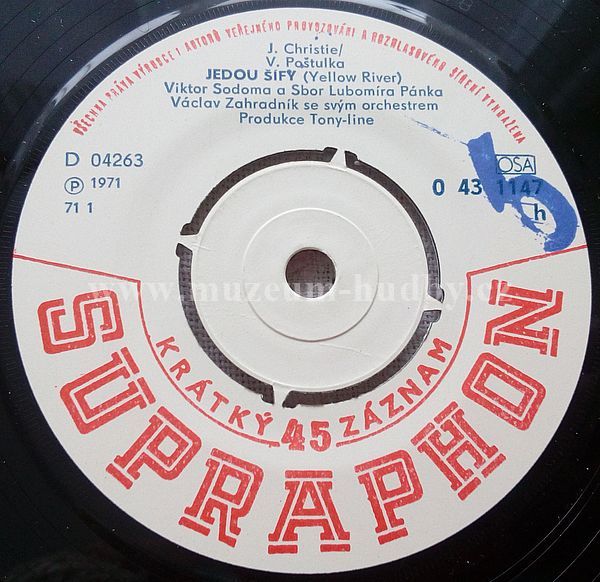 VŠECHNA PRÁVA VÝROBCE I AUTORŮ VEŘEJNÉHO PROVOZOVÁNÍ A ROZHLASOVÉHO ŠÍŘENÍ VYHRAZENA
J. Christie/
V. Poštulka
JEDOU ŠÍFY (Yellow River)
Viktor Sodoma a Sbor Lubomíra Pánka
Václav Zahradník se svým orchestrem
Produkce Tony-line
D 04263
Ⓟ 1971
71 1
OSA
0 43 1147
h
www.muzeum-hudby.cz
KRÁTKÝ 45 ZÁZNAM
SUPRAPHON